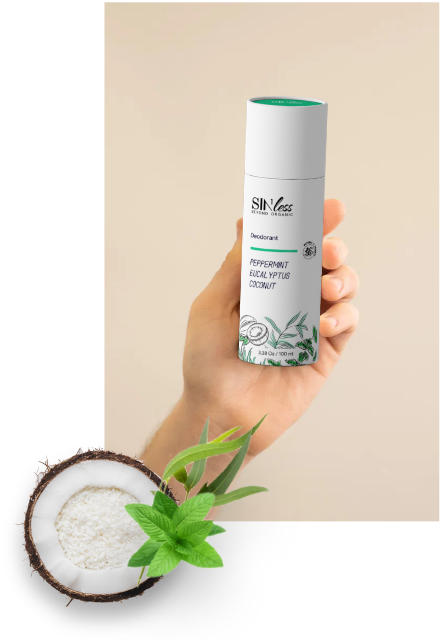 SINless
BEYOND ORGANIC
Deodorant
PEPPERMINT
EUCALYPTUS
COCONUT
3.38 Oz / 100 ml